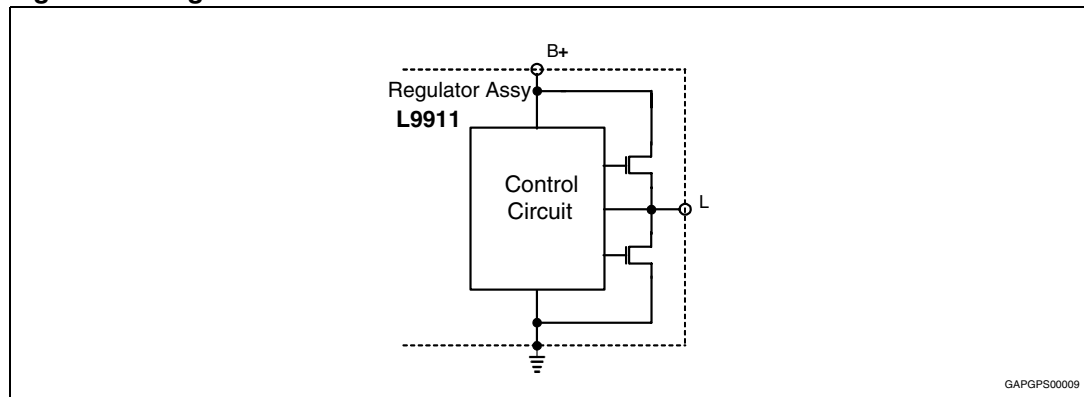 B+
Regulator Assy
L9911
Control
Circuit
L
GAPGPS00009